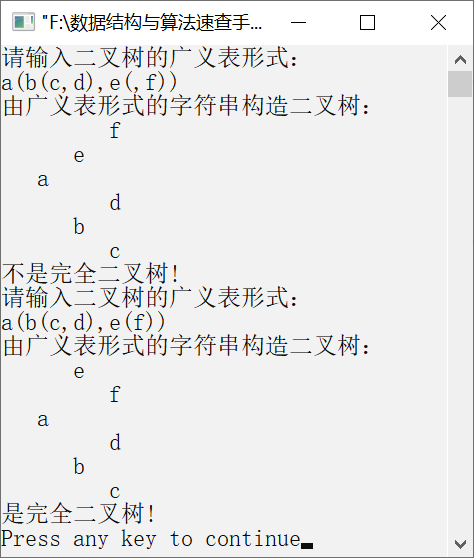 "F:\数据结构与算法速查手...
请输入二叉树的广义表形式:
a(b(c,d),e(,f))
由广义表形式的字符串构造二叉树:
f
e
a
d
b
c
不是完全二叉树!
请输入二叉树的广义表形式:
a(b(c,d),e(f))
由广义表形式的字符串构造二叉树:
e
f
a
d
b
c
是完全二叉树!
Press any key to continue